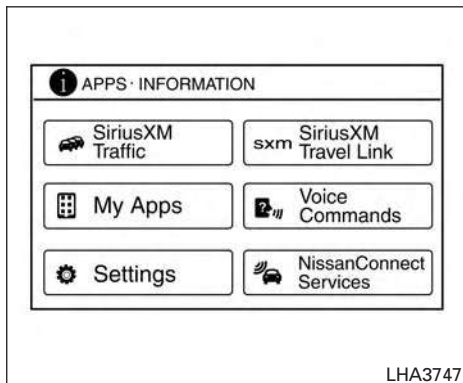 i APPS · INFORMATION
SiriusXM
Traffic
sxm SiriusXM
Travel Link
My Apps
? Voice
Commands
Settings
NissanConnect
Services
LHA3747